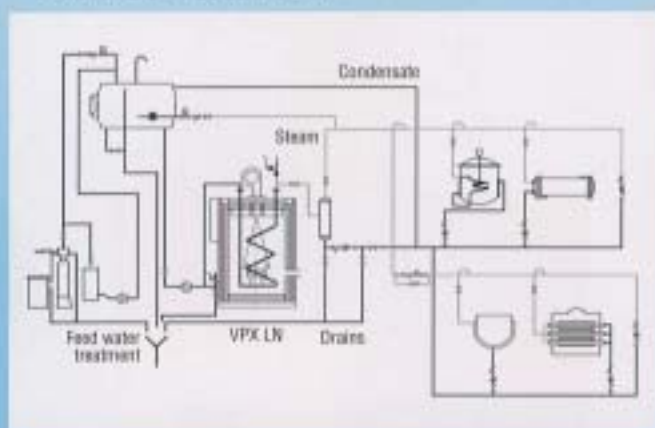 Condensate
Steam
Feed water
treatment
VPX LN
Drains